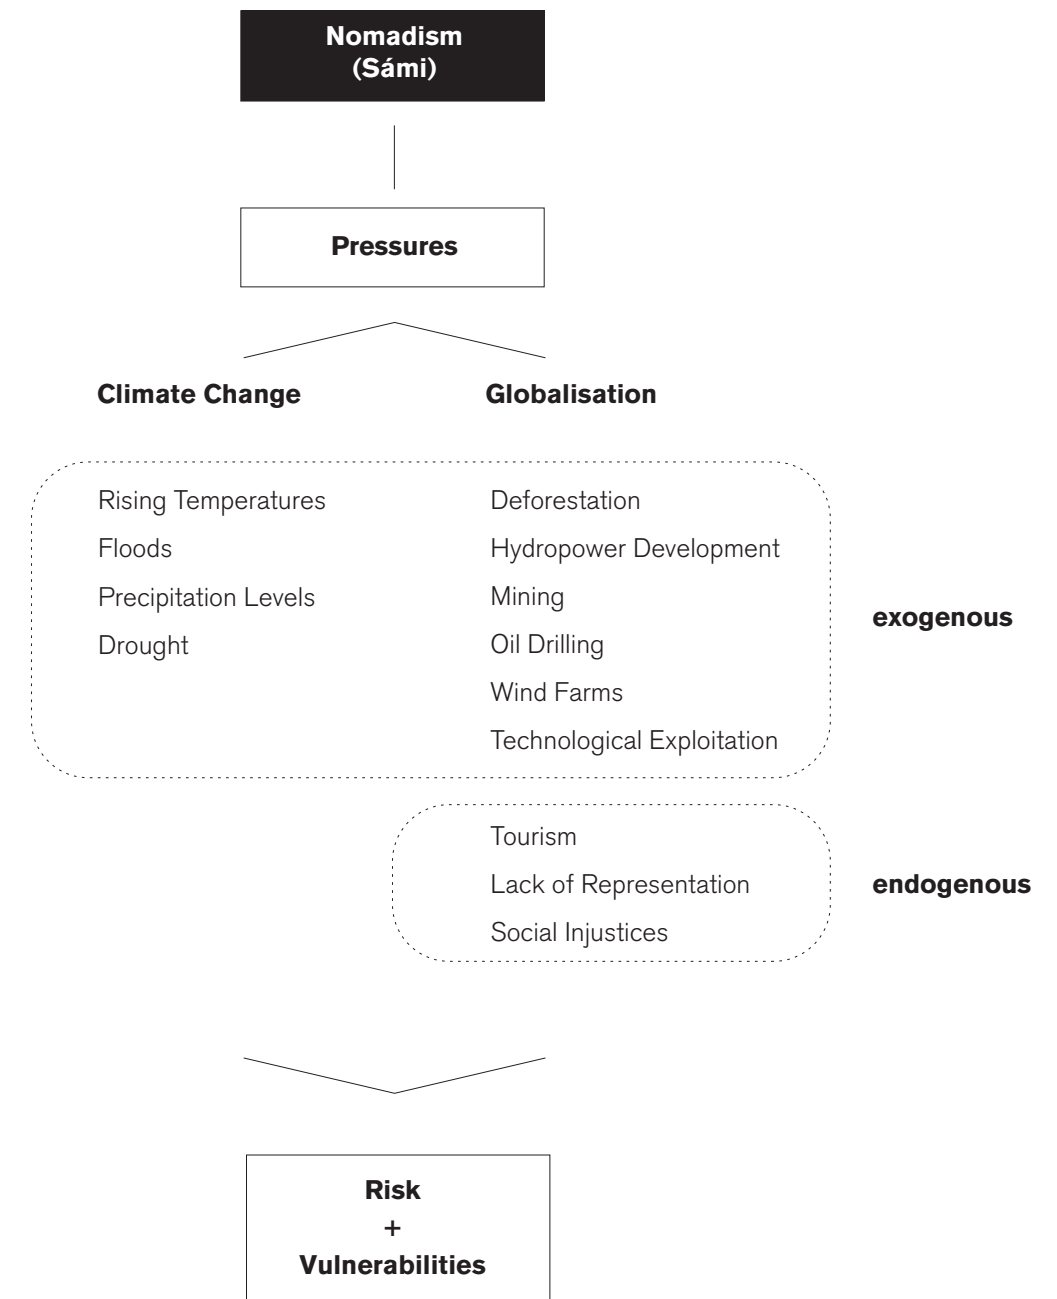 Nomadism
(Sámi)
Pressures
Climate Change
Globalisation
Rising Temperatures
Floods
Precipitation Levels
Drought
Deforestation
Hydropower Development
Mining
Oil Drilling
Wind Farms
Technological Exploitation
exogenous
Tourism
Lack of Representation
Social Injustices
endogenous
Risk
+
Vulnerabilities